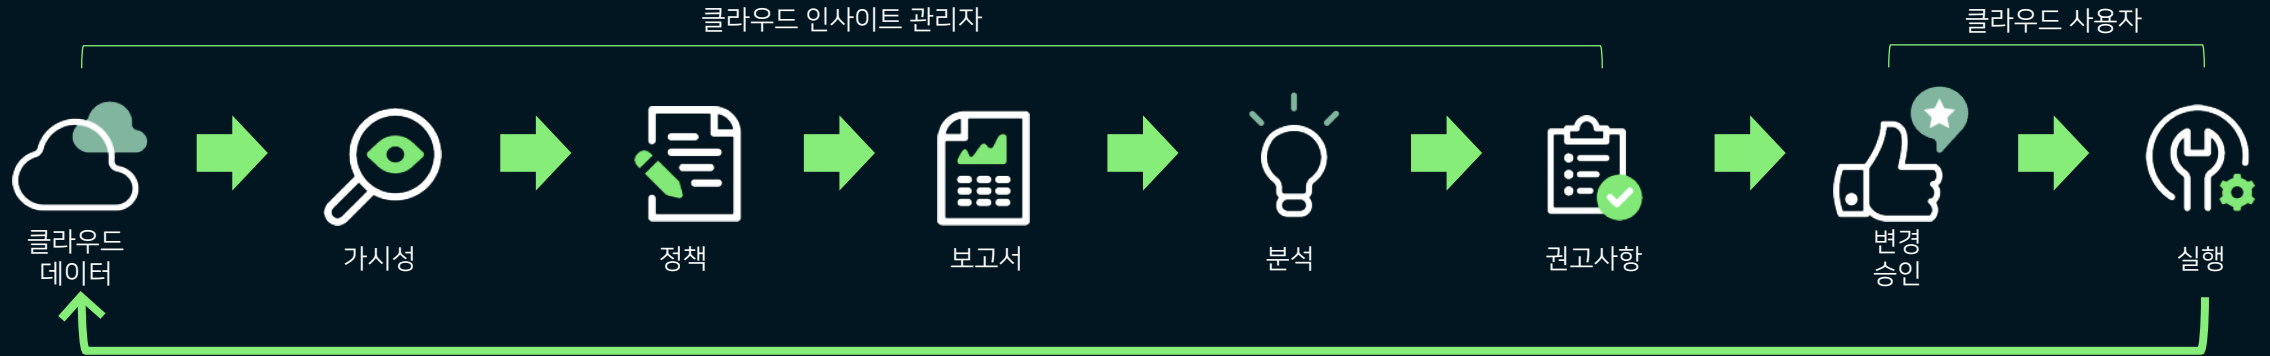 클라우드 인사이트 관리자
클라우드 사용자
클라우드
데이터
가시성
정책
보고서
분석
권고사항
변경
승인
실행